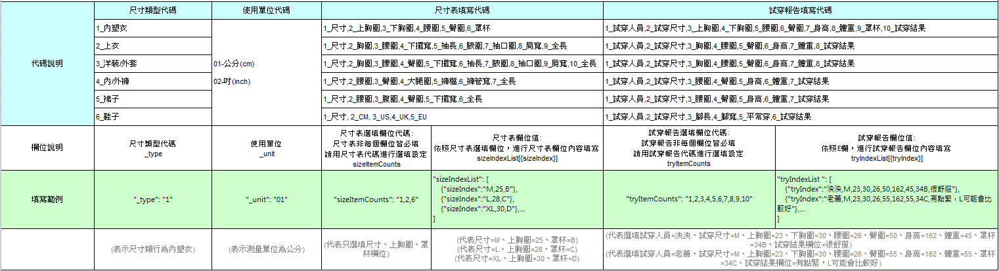 尺寸類型代碼 使用單位代碼 尺寸表填寫代碼 試穿報告填寫代碼
代碼說明
1_內塑衣 1_尺寸,2_上胸圍,3_下胸圍,4_腰圍,5_臀圍,6_罩杯 1_試穿人員,2_試穿尺寸,3_上胸圍,4_下胸圍,5_腰圍,6_臀圍,7_身高,8_體重,9_罩杯,10_試穿結果
2_上衣 1_尺寸,2_胸圍,3_腰圍,4_下擺寬,5_袖長,6_腋圍,7_袖口圍,8_肩寬,9_全長 1_試穿人員,2_試穿尺寸,3_胸圍,4_腰圍,5_臀圍,6_身高,7_體重,8_試穿結果
3_洋裝/外套 01-公分(cm) 1_尺寸,2_胸圍,3_腰圍,4_臀圍,5_下擺寬,6_袖長,7_腋圍,8_袖口圍,9_肩寬,10_全長 1_試穿人員,2_試穿尺寸,3_胸圍,4_腰圍,5_臀圍,6_身高,7_體重,8_試穿結果
4_內/外褲 02-吋(inch) 1_尺寸,2_腰圍,3_臀圍,4_大腿圍,5_褲檔,6_褲管寬,7_全長 1_試穿人員,2_試穿尺寸,3_腰圍,4_臀圍,5_身高,6_體重,7_試穿結果
5_裙子 1_尺寸,2_腰圍,3_腹圍,4_臀圍,5_下擺寬,6_全長 1_試穿人員,2_試穿尺寸,3_腰圍,4_臀圍,5_身高,6_體重,7_試穿結果
6_鞋子 1_尺寸, 2_CM, 3_US,4_UK,5_EU 1_試穿人員,2_試穿尺寸,3_腳長,4_腳寬,5_平常穿,6_試穿結果
欄位說明
尺寸類型代碼
_type
使用單位
_unit
尺寸表選填欄位代碼:
尺寸表非每個欄位皆必填
請用尺寸表代碼進行選填設定
sizeItemCounts
尺寸表欄位值:
依照尺寸表選填欄位，進行尺寸表欄位內容填寫
sizeIndexList[{sizeIndex}]
試穿報告選填欄位代碼:
試穿報告非每個欄位皆必填
請用試穿報告代碼進行選填設定
tryItemCounts
試穿報告欄位值:
依照E欄，進行試穿報告欄位內容填寫
tryIndexList[{tryIndex}]
填寫範例
"_type": "1"
"_unit": "01"
"sizeItemCounts": "1,2,6"
"sizeIndexList": [
{"sizeIndex":"M,25,B"},
{"sizeIndex":"L,28,C"},
{"sizeIndex":"XL,30,D"},...
]
"tryItemCounts": "1,2,3,4,5,6,7,8,9,10"
"tryIndexList ": [
{"tryIndex":"泱泱,M,23,30,26,50,162,45,34B,很舒服"},
{"tryIndex":"老蕭,M,23,30,26,55,162,55,34C,有點緊，L可能會比
較好"},...
]
(表示尺寸類行為內塑衣)
(表示測量單位為公分)
(代表只選填尺寸、上胸圍、罩
杯欄位)
(代表尺寸=M、上胸圍=25、罩杯=B)
(代表尺寸=L、上胸圍=28、罩杯=C)
(代表尺寸=XL、上胸圍=30、罩杯=D)
(代表選填試穿人員=泱泱、試穿尺寸=M、上胸圍=23、下胸圍=30、腰圍=26、臀圍=50、身高=162、體重=45、罩杯
=34B、試穿結果欄位=很舒服)
(代表選填試穿人員=老蕭、試穿尺寸=M、上胸圍=23、下胸圍=30、腰圍=26、臀圍=55、身高=162、體重=55、罩杯
=34C、試穿結果欄位=有點緊，L可能會比較好)